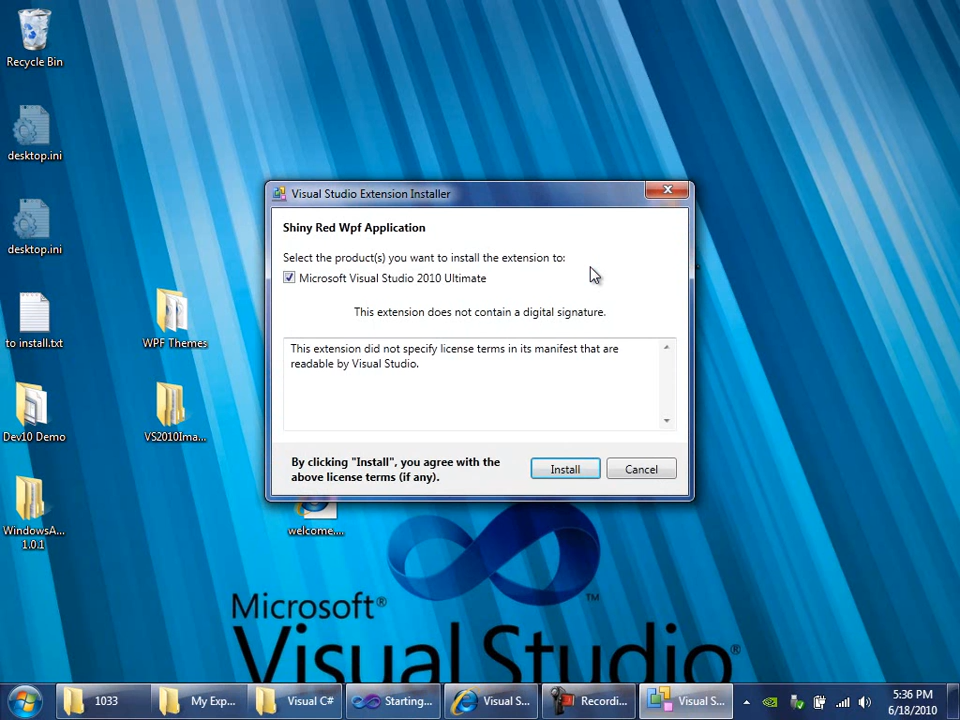 Recycle Bin
desktop.ini
desktop.ini
to install.txt
WPF Themes
Dev10 Demo
VS2010Ima...
WindowsA...
1.0.1
welcome....
Visual Studio Extension Installer
Shiny Red Wpf Application
Select the product(s) you want to install the extension to:
Microsoft Visual Studio 2010 Ultimate
This extension does not contain a digital signature.
This extension did not specify license terms in its manifest that are
readable by Visual Studio.
By clicking "Install", you agree with the
above license terms (if any).
Install
Cancel
Microsoft®
Visual Studio®
TM
1033
My Exp...
Visual C#
Starting...
Visual S...
Recordi...
Visual S...
5:36 PM
6/18/2010